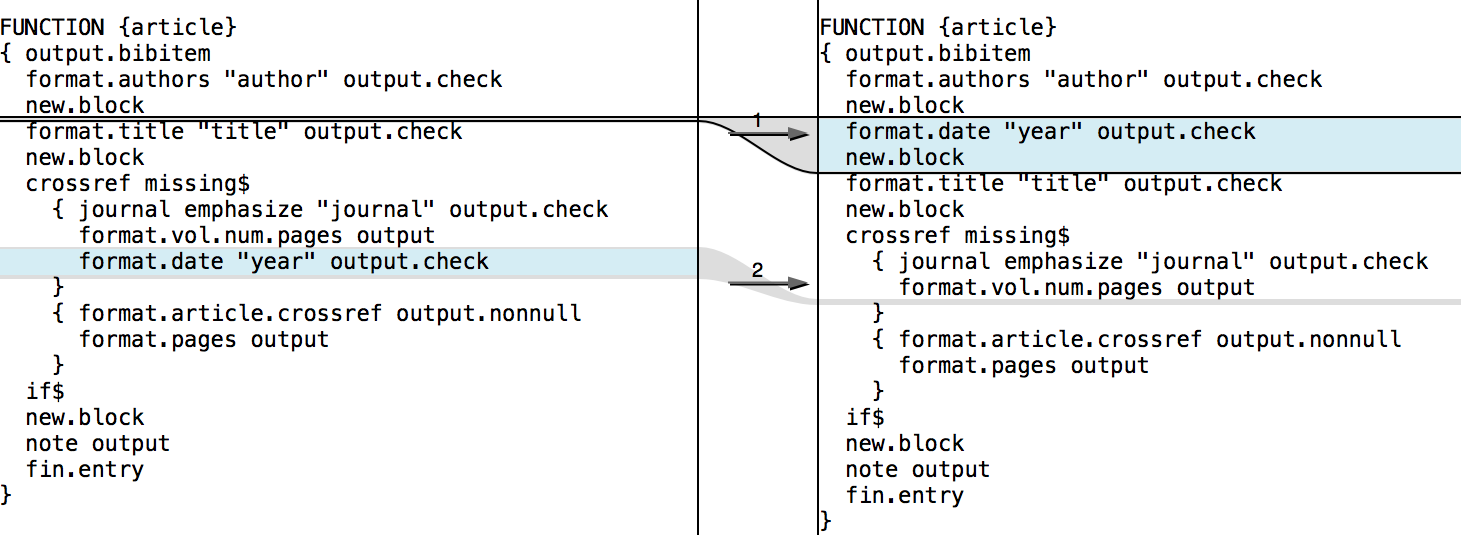 FUNCTION {article}
{ output.bibitem
  format.authors "author" output.check
  new.block
  format.title "title" output.check
  new.block
  crossref missing$
    { journal emphasize "journal" output.check
      format.vol.num.pages output
      format.date "year" output.check
    }
    { format.article.crossref output.nonnull
      format.pages output
    }
  if$
  new.block
  note output
  fin.entry
}
1
2
FUNCTION {article}
{ output.bibitem
  format.authors "author" output.check
  new.block
  format.date "year" output.check
  new.block
  format.title "title" output.check
  new.block
  crossref missing$
    { journal emphasize "journal" output.check
      format.vol.num.pages output
    }
    { format.article.crossref output.nonnull
      format.pages output
    }
  if$
  new.block
  note output
  fin.entry
}